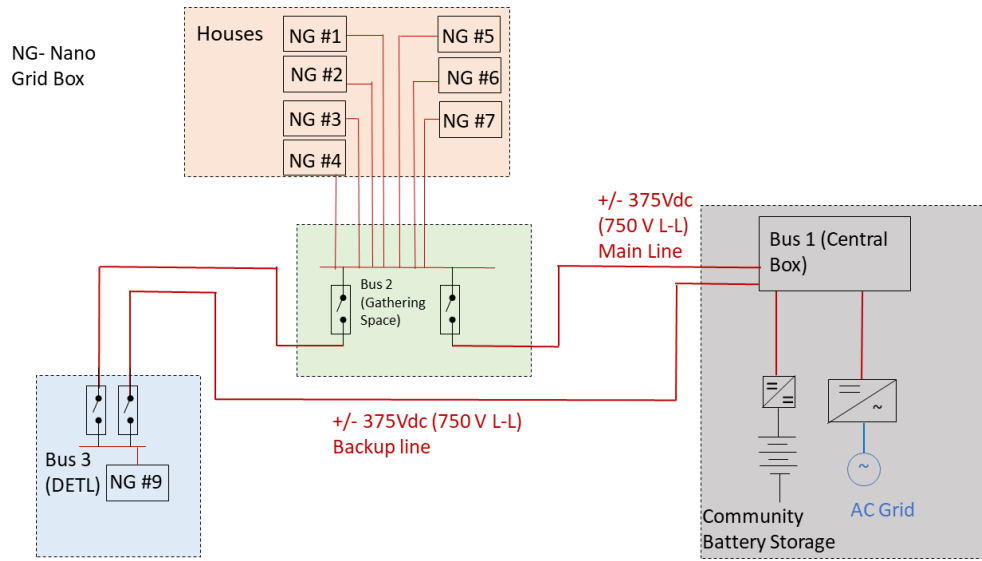 NG- Nano
Grid Box
Houses
NG #1
NG #2
NG #3
NG #4
NG #5
NG #6
NG #7
+/- 375Vdc
(750 V L-L)
Main Line
Bus 1 (Central
Box)
Bus 2
(Gathering
Space)
+/- 375Vdc (750 V L-L)
Backup line
Bus 3
(DETL)
NG #9
Community
Battery Storage
AC Grid